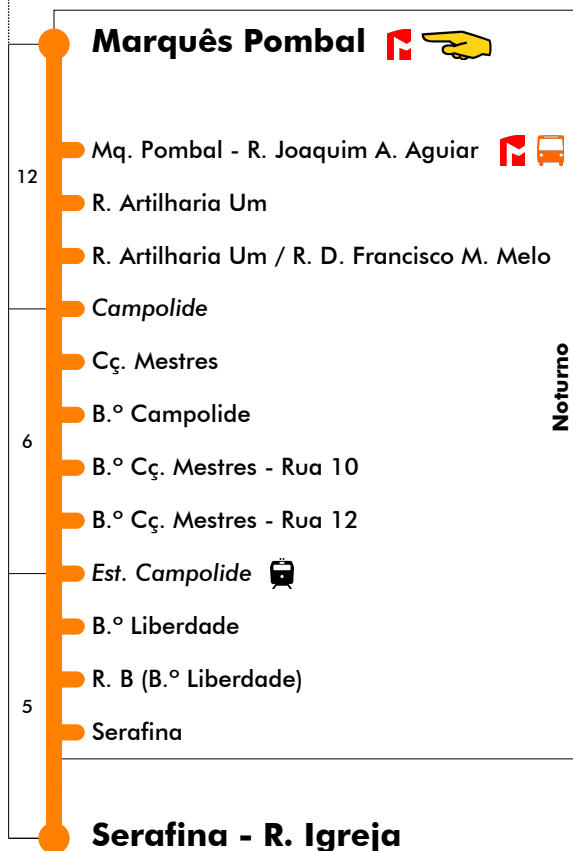 Marquês Pombal
Mq. Pombal - R. Joaquim A. Aguiar
12
R. Artilharia Um
R. Artilharia Um / R. D. Francisco M. Melo
Campolide
Cç. Mestres
Noturno
B.º Campolide
6
B.º Cç. Mestres - Rua 10
B.º Cç. Mestres - Rua 12
Est. Campolide
B.º Liberdade
R. B (B.º Liberdade)
5
Serafina
Serafina - R. Igreja